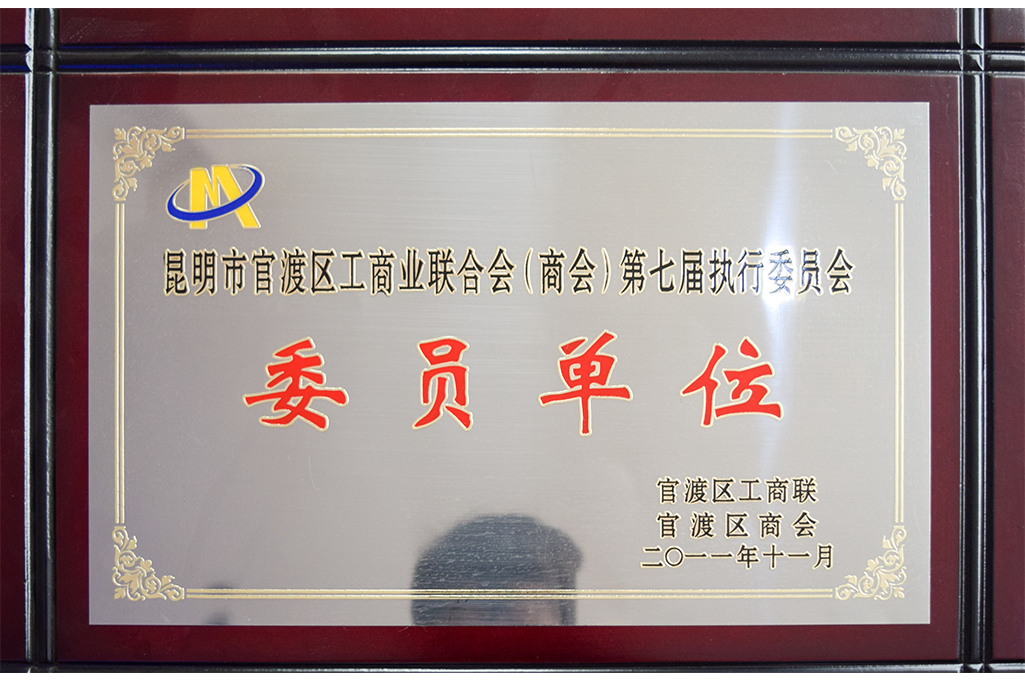 昆明市官渡区工商业联合会（商会）第七届执行委员会
委员单位
官渡区工商联
官渡区商会
二〇一一年十一月